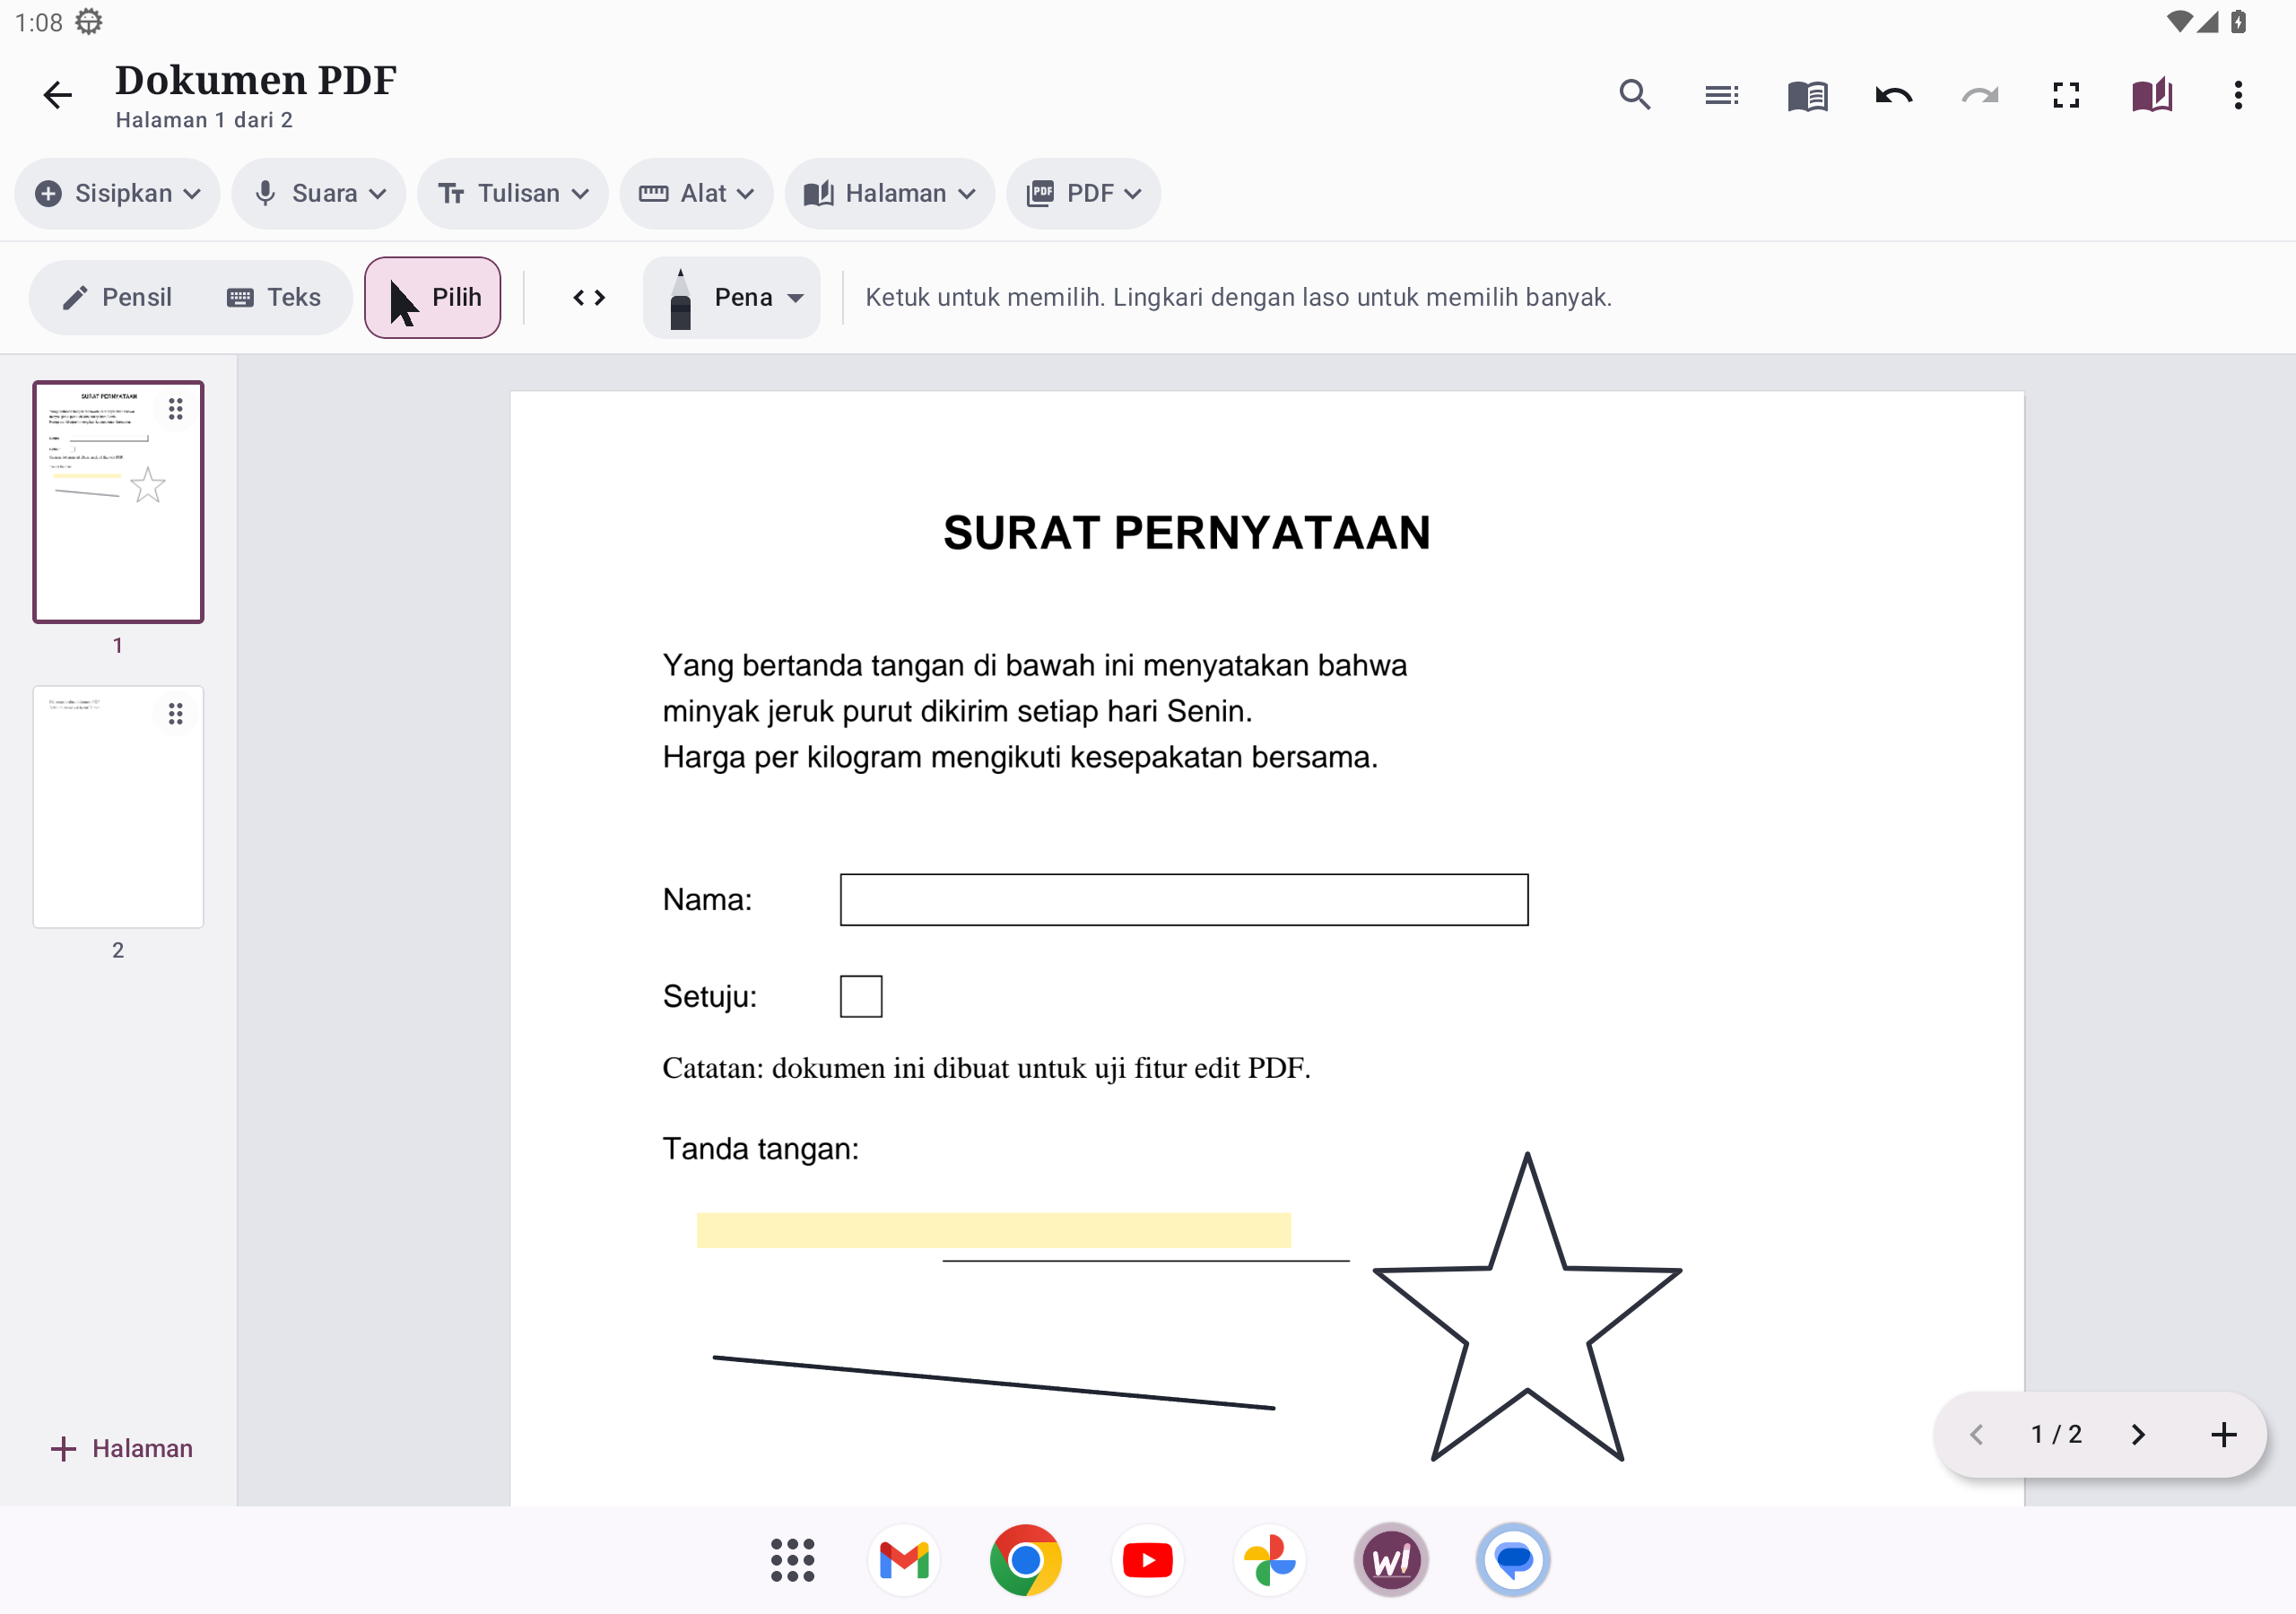 1:08
Dokumen PDF
Halaman 1 dari 2
Sisipkan
Suara
Tulisan
Alat
Halaman
PDF
Pensil
Teks
Pilih
Pena
Ketuk untuk memilih. Lingkari dengan laso untuk memilih banyak.
SURAT PERNYATAAN
1
2
Halaman
SURAT PERNYATAAN
Yang bertanda tangan di bawah ini menyatakan bahwa
minyak jeruk purut dikirim setiap hari Senin.
Harga per kilogram mengikuti kesepakatan bersama.
Nama:
Setuju:
Catatan: dokumen ini dibuat untuk uji fitur edit PDF.
Tanda tangan:
1 / 2